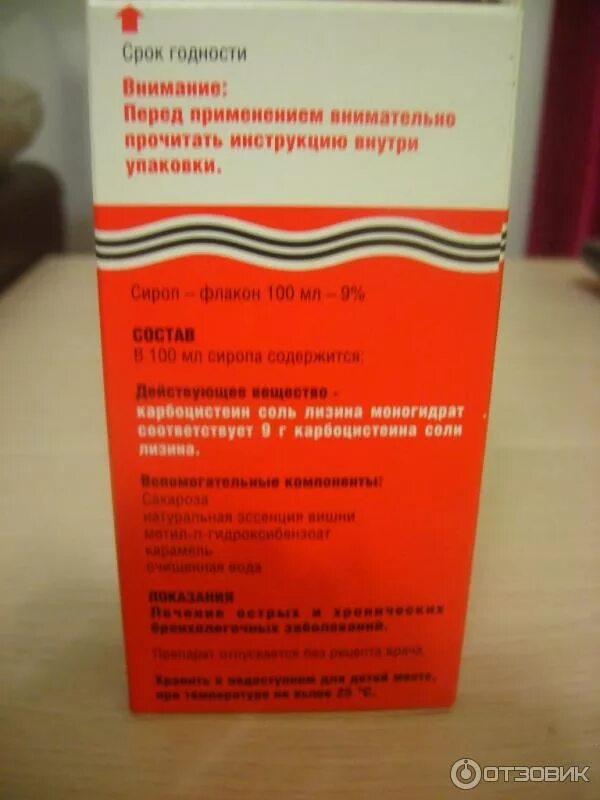 Срок годности
Внимание:
Перед применением внимательно
прочитать инструкцию внутри
упаковки.
Сироп – флакон 100 мл – 9%
СОСТАВ
В 100 мл сиропа содержится:
Действующее вещество -
карбоцистеин соль лизина моногидрат
соответствует 9 г карбоцистеина соли
лизина.
Вспомогательные компоненты:
Сахароза
натуральная эссенция вишни
метил-п-гидроксибензоат
карамель
очищенная вода
ПОКАЗАНИЯ
Лечение острых и хронических
бронхолегочных заболеваний.
Препарат отпускается без рецепта врача.
Хранить в недоступном для детей месте,
при температуре не выше 25 °C.
ОТЗОВИК